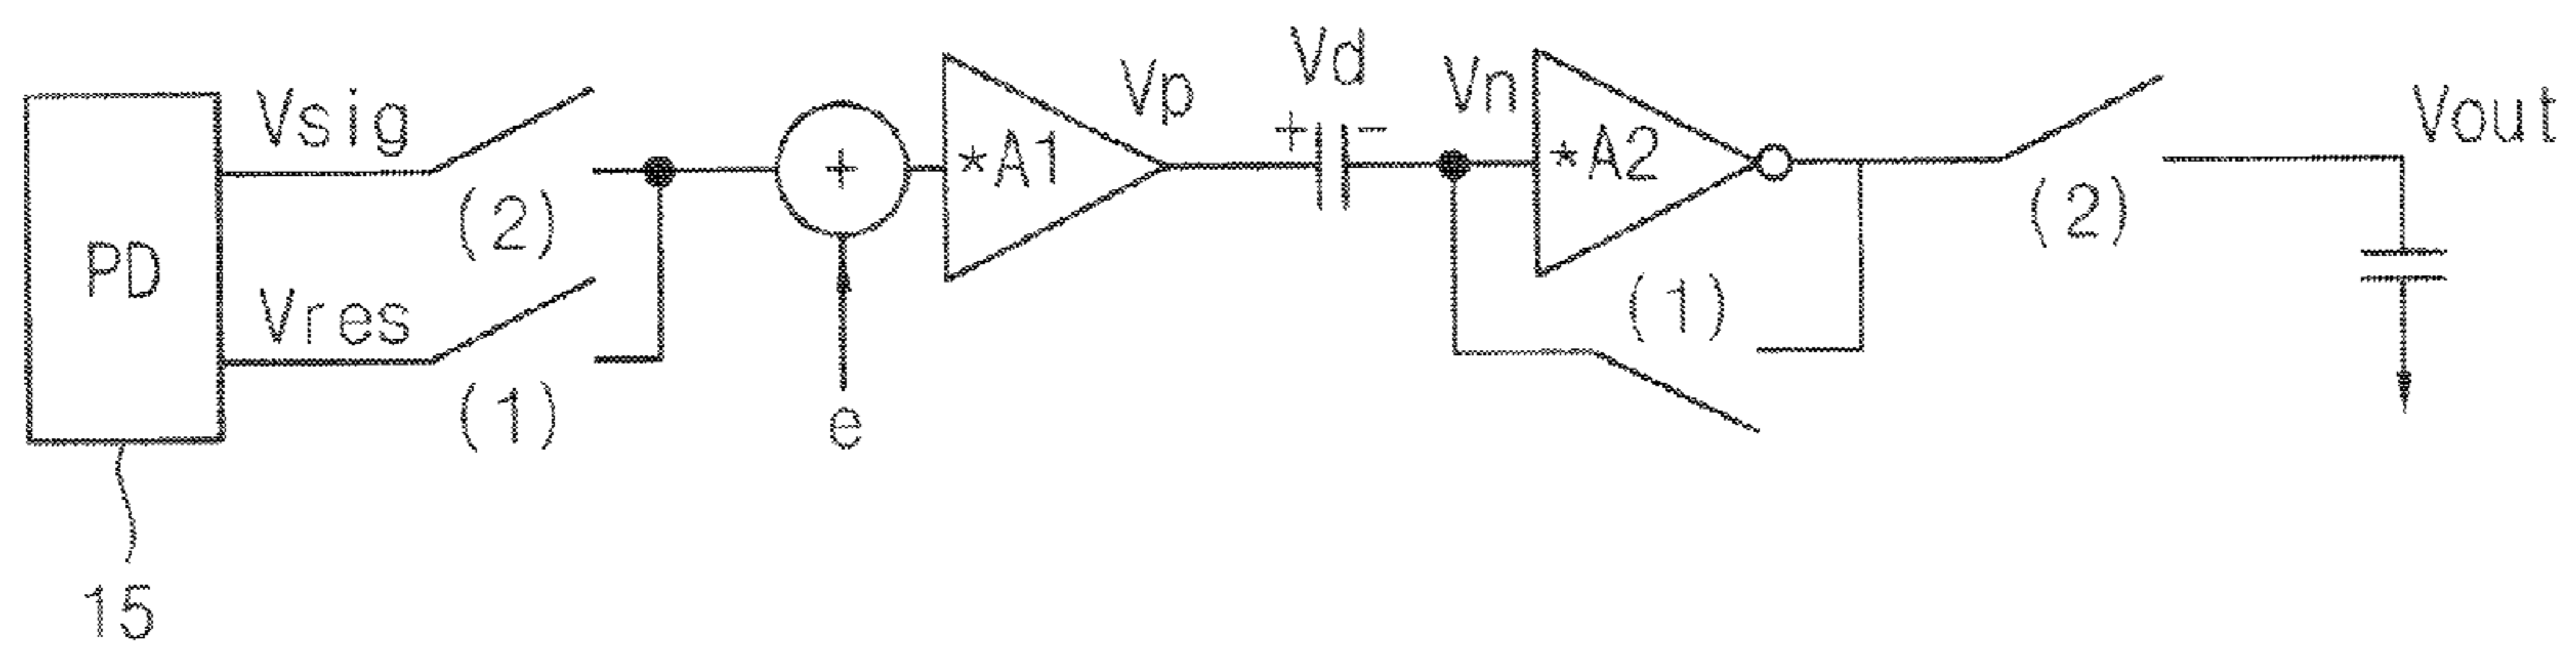 PD
Vsig
(2)
Vres
(1)
+
e
*A1
Vp
Vd
+ −
Vn
*A2
(1)
(2)
Vout
15